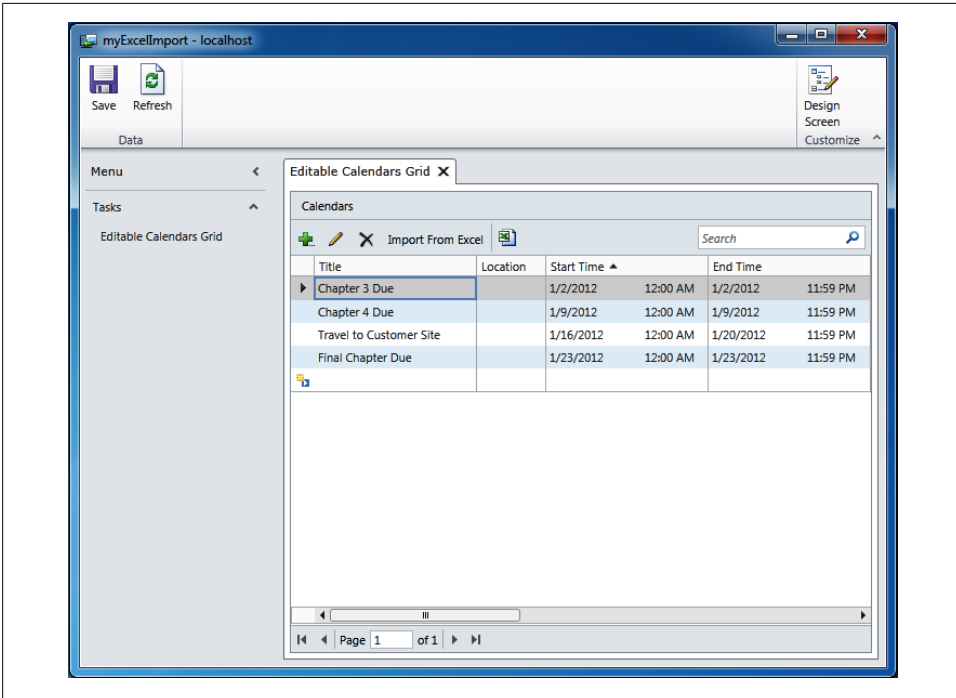 myExcelImport - localhost
Save Refresh
Design
Screen
Data
Customize
Menu
Editable Calendars Grid
Tasks
Calendars
Editable Calendars Grid
Import From Excel
Search
Title Location Start Time End Time
Chapter 3 Due 1/2/2012 12:00 AM 1/2/2012 11:59 PM
Chapter 4 Due 1/9/2012 12:00 AM 1/9/2012 11:59 PM
Travel to Customer Site 1/16/2012 12:00 AM 1/20/2012 11:59 PM
Final Chapter Due 1/23/2012 12:00 AM 1/23/2012 11:59 PM
Page 1 of 1